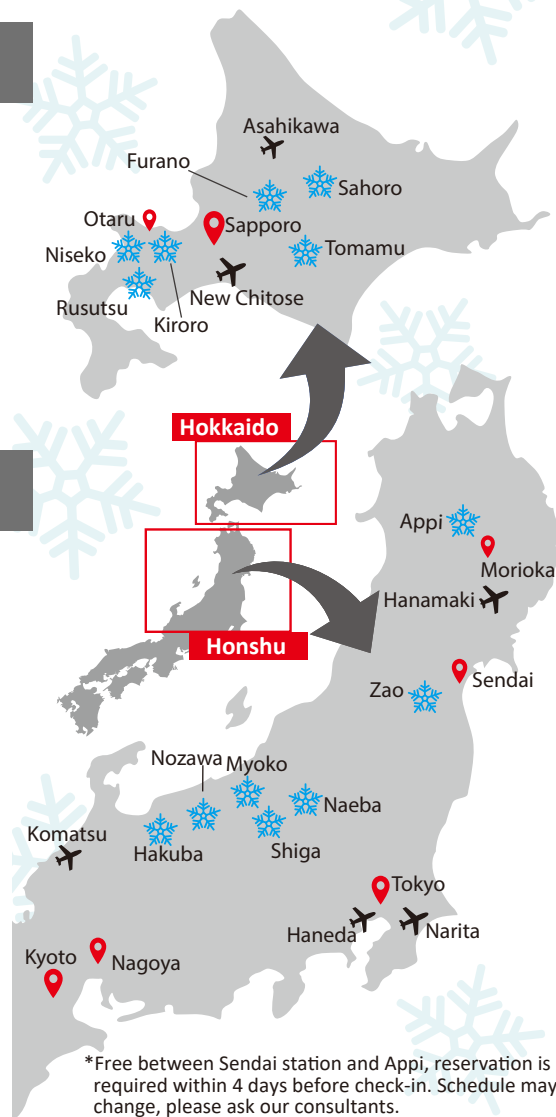 Asahikawa
Furano
Sahoro
Otaru
Sapporo
Niseko
Tomamu
New Chitose
Rusutsu
Kiroro
Hokkaido
Appi
Morioka
Hanamaki
Honshu
Sendai
Zao
Nozawa
Myoko
Naeba
Komatsu
Hakuba
Shiga
Tokyo
Haneda
Narita
Kyoto
Nagoya
*Free between Sendai station and Appi, reservation is
required within 4 days before check-in. Schedule may
change, please ask our consultants.